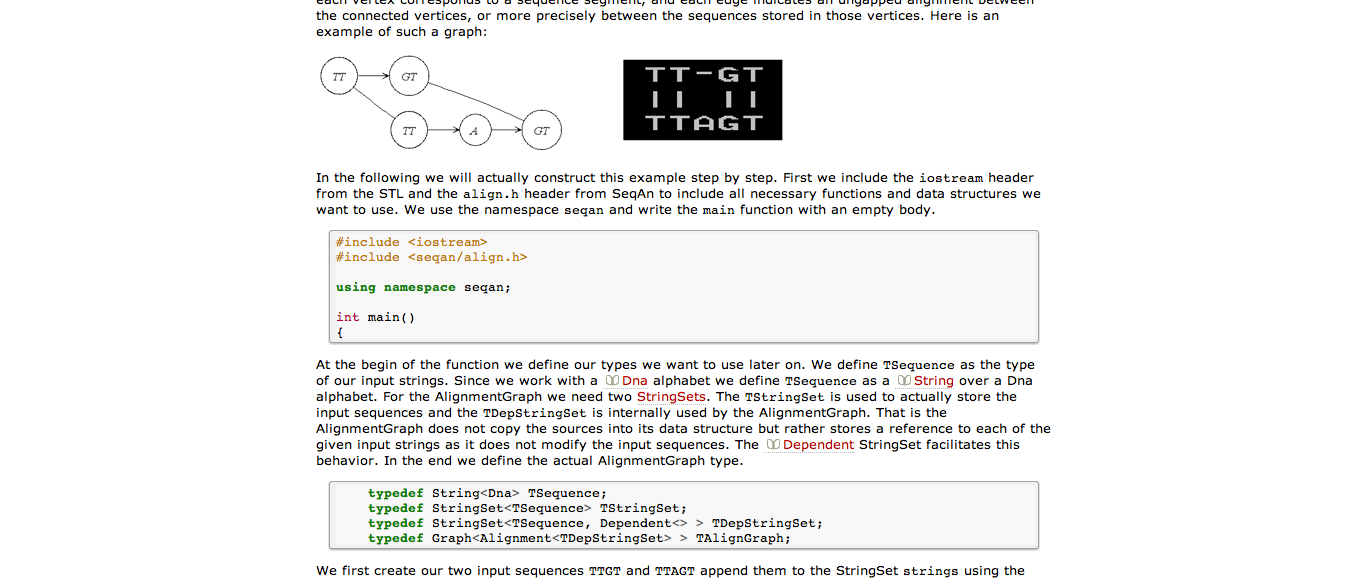 each vertex corresponds to a sequence segment, and each edge indicates an ungapped alignment between
the connected vertices, or more precisely between the sequences stored in those vertices. Here is an
example of such a graph:
TT
GT
TT
A
GT
TT-GT
|| ||
TTAGT
In the following we will actually construct this example step by step. First we include the iostream header
from the STL and the align.h header from SeqAn to include all necessary functions and data structures we
want to use. We use the namespace seqan and write the main function with an empty body.
#include <iostream>
#include <seqan/align.h>
using namespace seqan;
int main()
{
At the begin of the function we define our types we want to use later on. We define TSequence as the type
of our input strings. Since we work with a Dna alphabet we define TSequence as a String over a Dna
alphabet. For the AlignmentGraph we need two StringSets. The TStringSet is used to actually store the
input sequences and the TDepStringSet is internally used by the AlignmentGraph. That is the
AlignmentGraph does not copy the sources into its data structure but rather stores a reference to each of the
given input strings as it does not modify the input sequences. The Dependent StringSet facilitates this
behavior. In the end we define the actual AlignmentGraph type.
typedef String<Dna> TSequence;
typedef StringSet<TSequence> TStringSet;
typedef StringSet<TSequence, Dependent<> > TDepStringSet;
typedef Graph<Alignment<TDepStringSet> > TAlignGraph;
We first create our two input sequences TTGT and TTAGT append them to the StringSet strings using the